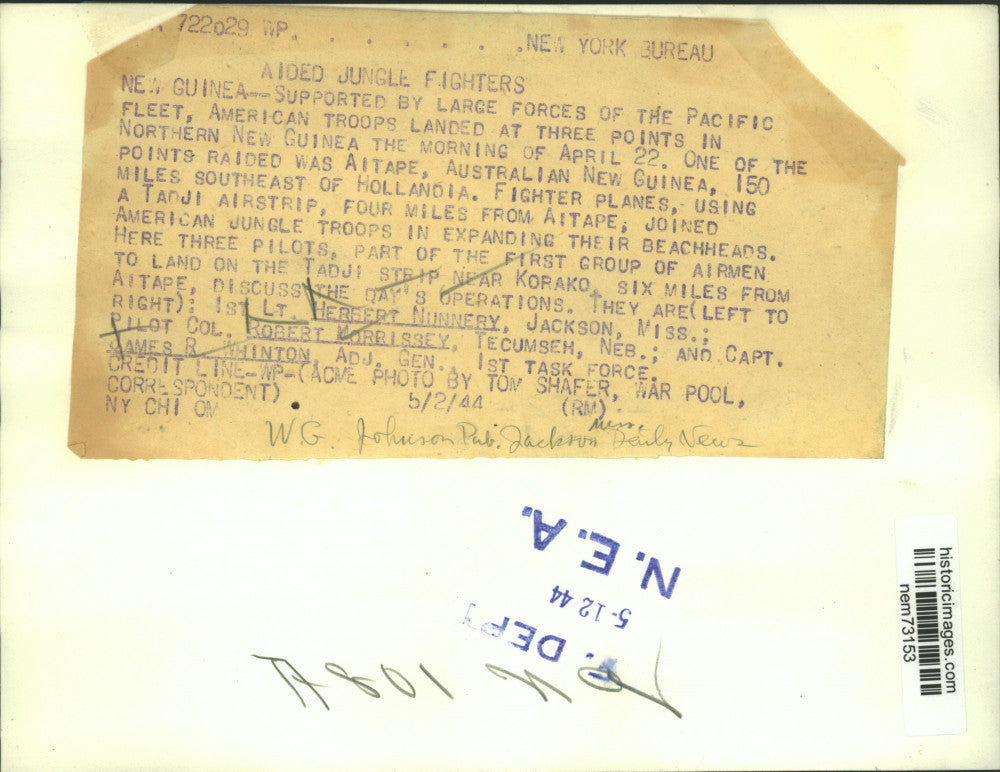 722029 WP. . . . . . . .NEW YORK BUREAU
AIDED JUNGLE FIGHTERS
NEW GUINEA--SUPPORTED BY LARGE FORCES OF THE PACIFIC
FLEET, AMERICAN TROOPS LANDED AT THREE POINTS IN
NORTHERN NEW GUINEA THE MORNING OF APRIL 22. ONE OF THE
POINTS RAIDED WAS AITAPE, AUSTRALIAN NEW GUINEA, 150
MILES SOUTHEAST OF HOLLANDIA. FIGHTER PLANES, USING
A TADJI AIRSTRIP, FOUR MILES FROM AITAPE, JOINED
AMERICAN JUNGLE TROOPS IN EXPANDING THEIR BEACHHEADS.
HERE THREE PILOTS, PART OF THE FIRST GROUP OF AIRMEN
TO LAND ON THE TADJI STRIP NEAR KORAKO, SIX MILES FROM
AITAPE, DISCUSS THE DAY'S OPERATIONS. THEY ARE(LEFT TO
RIGHT): 1ST LT. HERBERT NUNNERY, JACKSON, MISS.;
PILOT COL. ROBERT MORRISSEY, TECUMSEH, NEB.; AND CAPT.
JAMES R. WHINTON, ADJ. GEN., 1ST TASK FORCE.
CREDIT LINE-WP-(ACME PHOTO BY TOM SHAFER, WAR POOL,
CORRESPONDENT)
NY CHI OM 5/2/44 (RM)
Miss.
W.G. Johnson Pub. Jackson Daily News
N.E.A.
5-12 44
. DEPT
A801
historicimages.com
nem73153